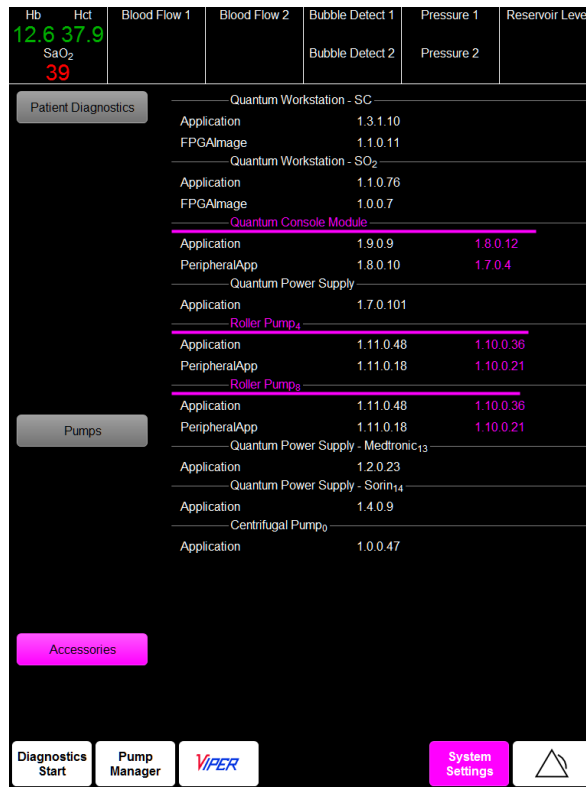 Hb Hct Blood Flow 1 Blood Flow 2 Bubble Detect 1 Pressure 1 Reservoir Leve
12.6 37.9
SaO₂ Bubble Detect 2 Pressure 2
39
Patient Diagnostics
Quantum Workstation - SC
Application 1.3.1.10
FPGAImage 1.1.0.11
Quantum Workstation - SO₂
Application 1.1.0.76
FPGAImage 1.0.0.7
Quantum Console Module
Application 1.9.0.9 1.8.0.12
PeripheralApp 1.8.0.10 1.7.0.4
Quantum Power Supply
Application 1.7.0.101
Roller Pump₄
Application 1.11.0.48 1.10.0.36
PeripheralApp 1.11.0.18 1.10.0.21
Roller Pump₈
Application 1.11.0.48 1.10.0.36
PeripheralApp 1.11.0.18 1.10.0.21
Pumps
Quantum Power Supply - Medtronic₁₃
Application 1.2.0.23
Quantum Power Supply - Sorin₁₄
Application 1.4.0.9
Centrifugal Pump₀
Application 1.0.0.47
Accessories
Diagnostics Start
Pump Manager
VIPER
System Settings